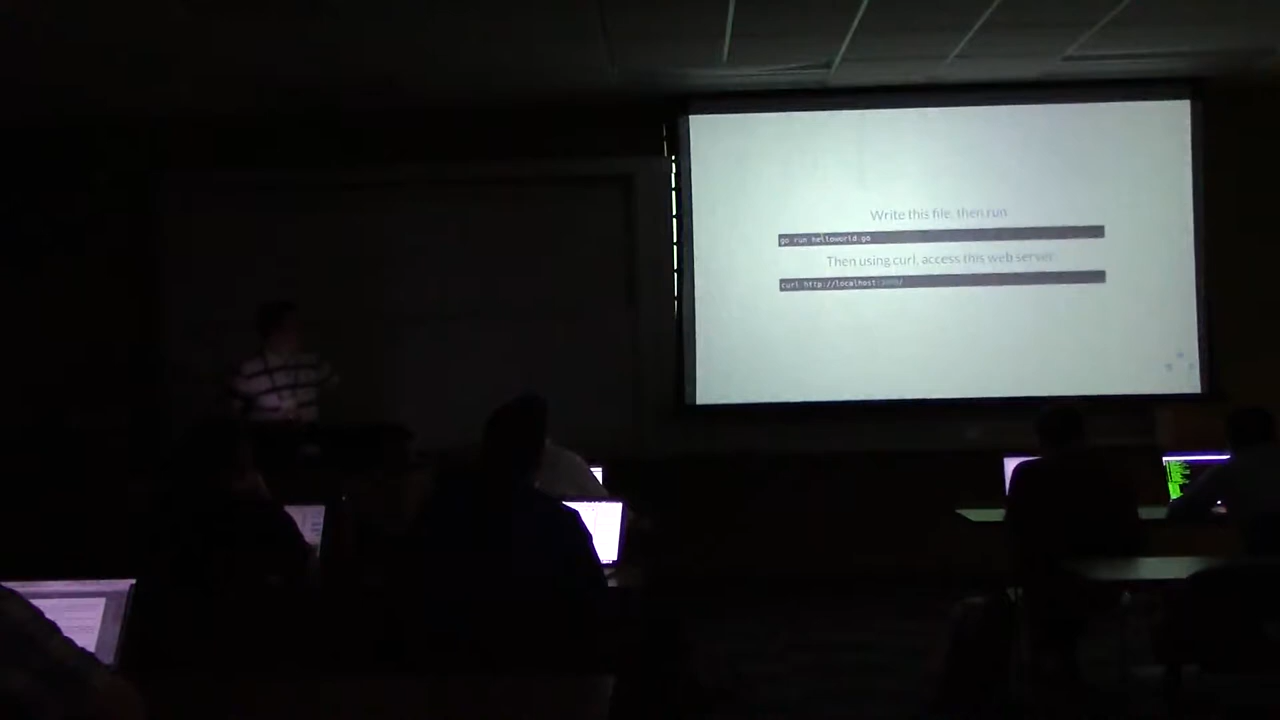 Write this file, then run
go run helloworld.go
Then using curl, access this web server
curl http://localhost: